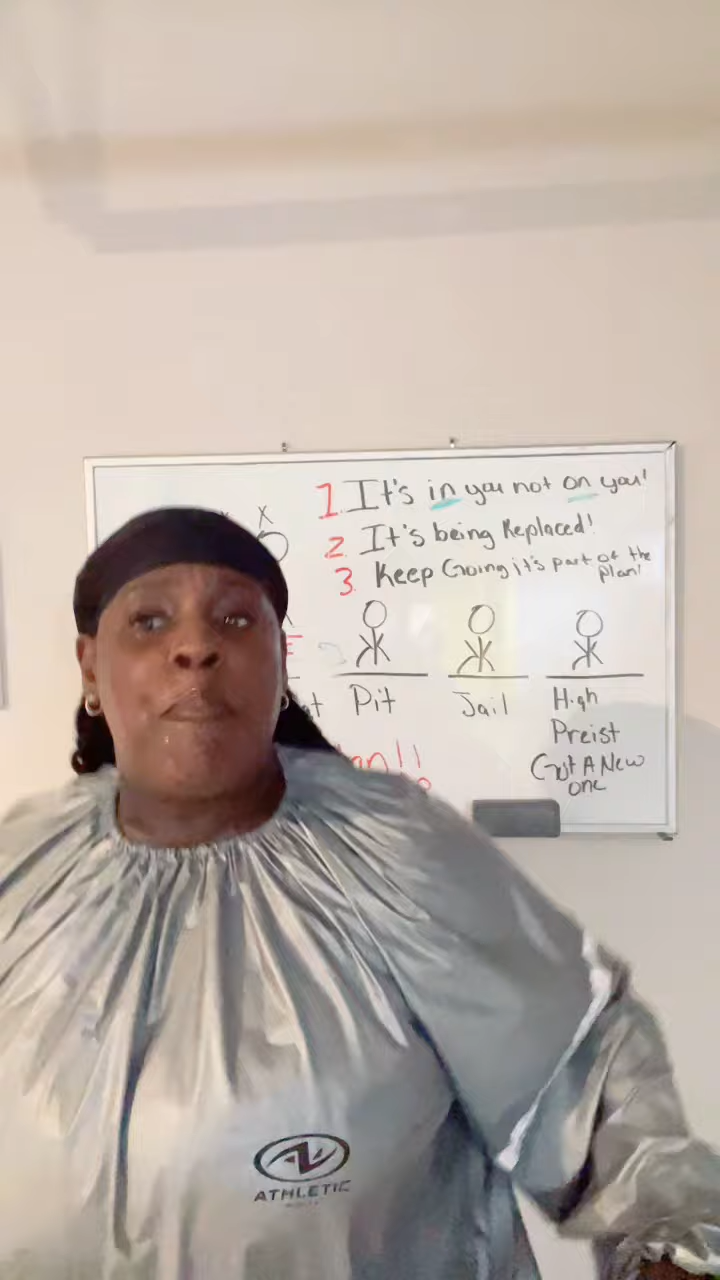 1. It's in you not on you!
2. It's being Replaced!
3. Keep Going it's part of the
plan!
Pit
Jail
High
Preist
Got A New
one
ATHLETIC